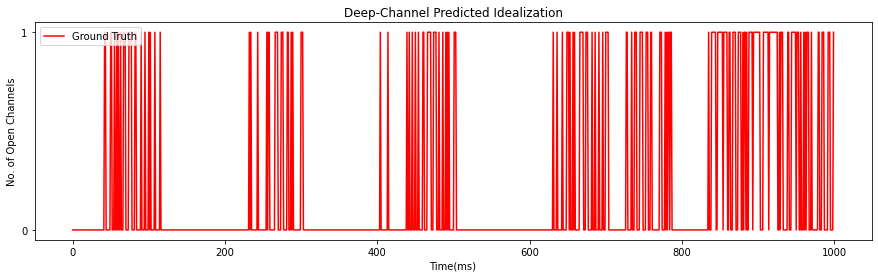 Deep-Channel Predicted Idealization
Ground Truth
No. of Open Channels
1
0
0
200
400
600
800
1000
Time(ms)